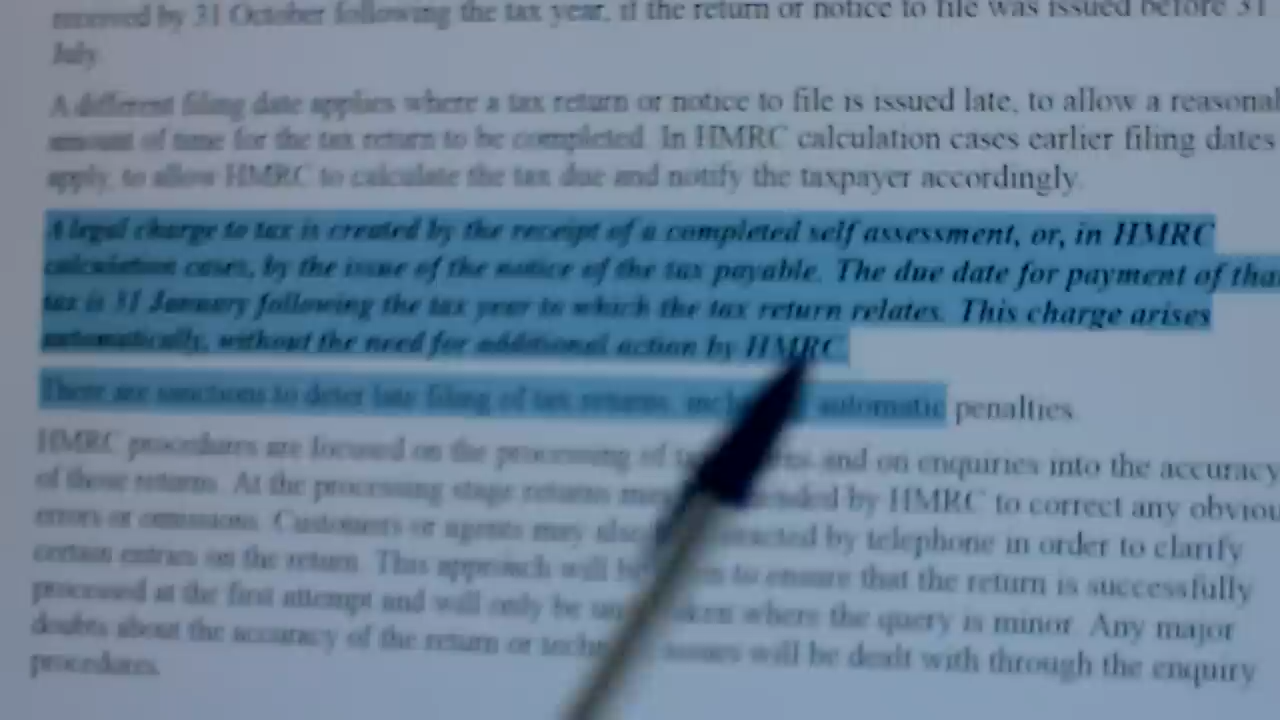 received by 31 October following the tax year, if the return or notice to file was issued before 31
July.
A different filing date applies where a tax return or notice to file is issued late, to allow a reasonal
amount of time for the tax return to be completed. In HMRC calculation cases earlier filing dates
apply, to allow HMRC to calculate the tax due and notify the taxpayer accordingly.
A legal charge to tax is created by the receipt of a completed self assessment, or, in HMRC
calculation cases, by the issue of the notice of the tax payable. The due date for payment of tha
tax is 31 January following the tax year to which the tax return relates. This charge arises
automatically, without the need for additional action by HMRC.
There are sanctions to deter late filing of tax returns, automatic penalties.
HMRC procedures are focused on the processing of and on enquiries into the accuracy
of those returns. At the processing stage returns may by HMRC to correct any obviou
errors or omissions. Customers or agents may also by telephone in order to clarify
certain entries on the return. This approach will to ensure that the return is successfully
processed at the first attempt and will only be where the query is minor. Any major
doubts about the accuracy of the return or issues will be dealt with through the enquiry
procedures.